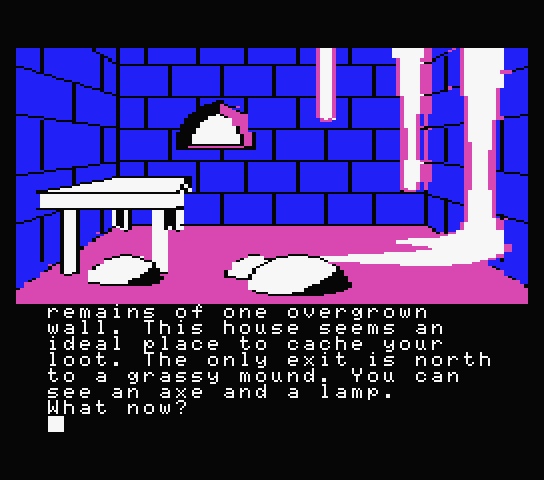 remains of one overgrown
wall. This house seems an
ideal place to cache your
loot. The only exit is north
to a grassy mound. You can
see an axe and a lamp.
What now?